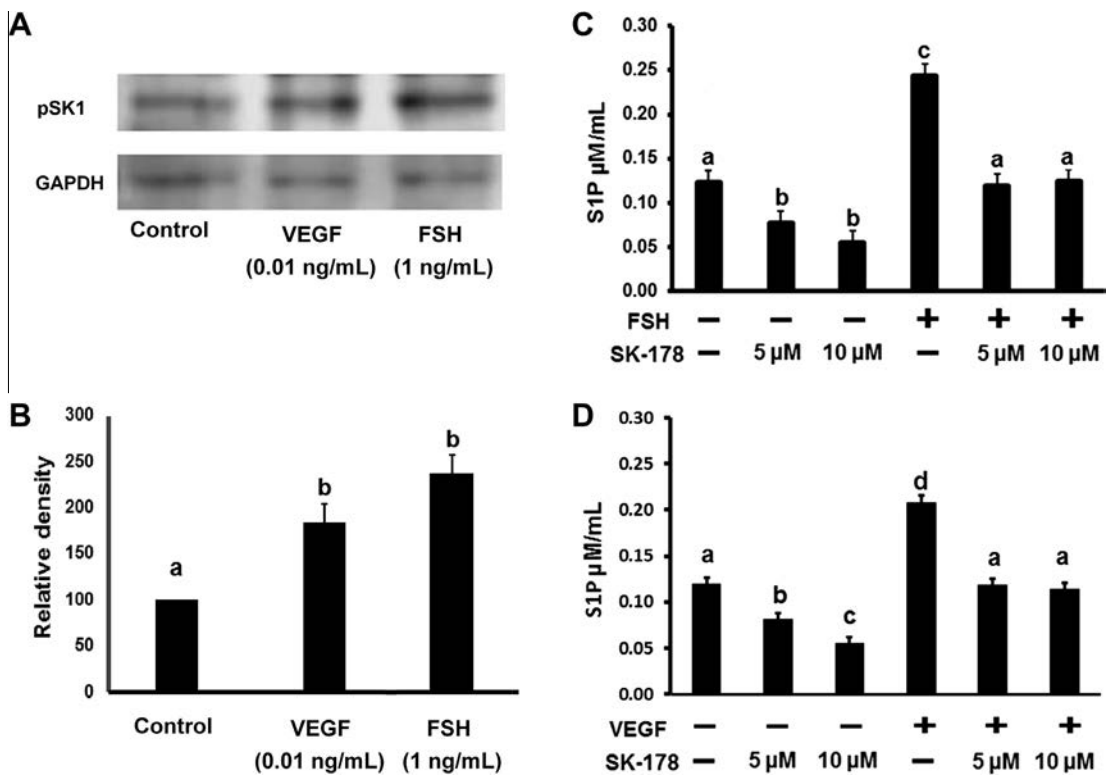 A
pSK1
GAPDH
Control VEGF FSH
(0.01 ng/mL) (1 ng/mL)
B
Relative density
300
250
200
150
100
50
0
a b b
Control VEGF FSH
(0.01 ng/mL) (1 ng/mL)
C
S1P µM/mL
0.30
0.25
0.20
0.15
0.10
0.05
0.00
a b b c a a
FSH − − − + + +
SK-178 − 5 µM 10 µM − 5 µM 10 µM
D
S1P µM/mL
0.30
0.25
0.20
0.15
0.10
0.05
0.00
a b c d a a
VEGF − − − + + +
SK-178 − 5 µM 10 µM − 5 µM 10 µM